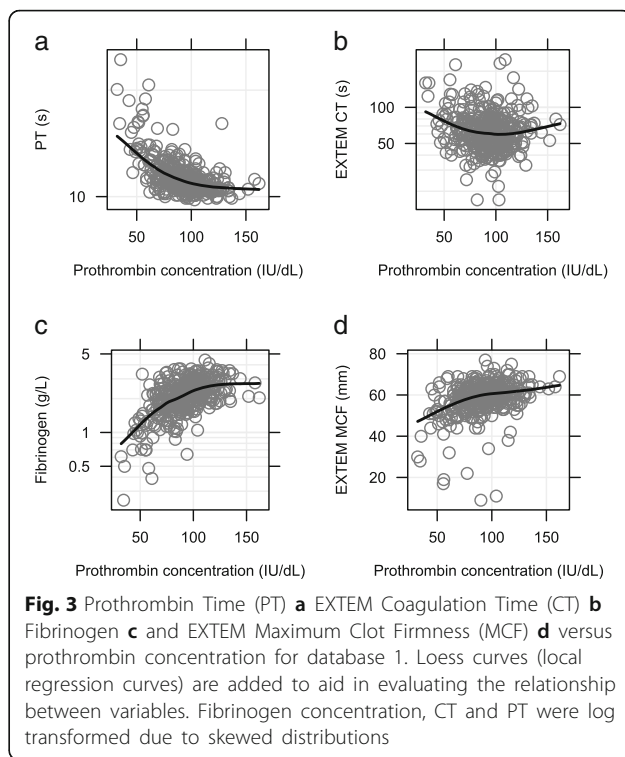 a
b
PT (s)
10
50 100 150
Prothrombin concentration (IU/dL)
EXTEM CT (s)
100
50
50 100 150
Prothrombin concentration (IU/dL)
c
d
Fibrinogen (g/L)
5
1
0.5
50 100 150
Prothrombin concentration (IU/dL)
EXTEM MCF (mm)
80
60
40
20
50 100 150
Prothrombin concentration (IU/dL)
Fig. 3 Prothrombin Time (PT) a EXTEM Coagulation Time (CT) b
Fibrinogen c and EXTEM Maximum Clot Firmness (MCF) d versus
prothrombin concentration for database 1. Loess curves (local
regression curves) are added to aid in evaluating the relationship
between variables. Fibrinogen concentration, CT and PT were log
transformed due to skewed distributions